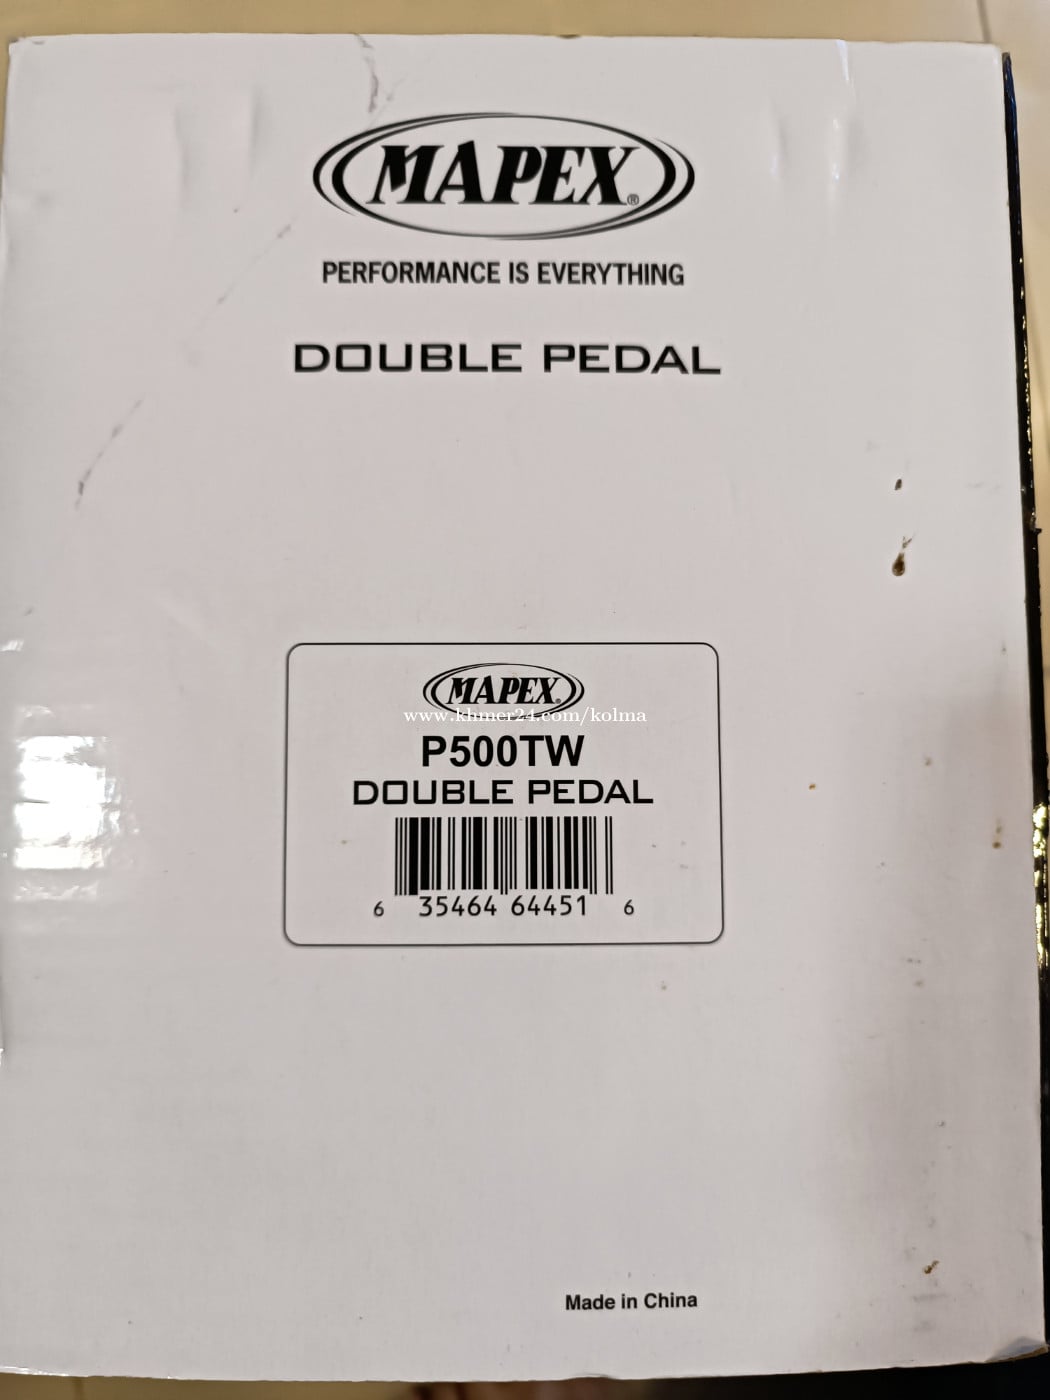 MAPEX®
PERFORMANCE IS EVERYTHING
DOUBLE PEDAL
MAPEX
www.khmer24.com/kolma
P500TW
DOUBLE PEDAL
6 35464 64451 6
Made in China